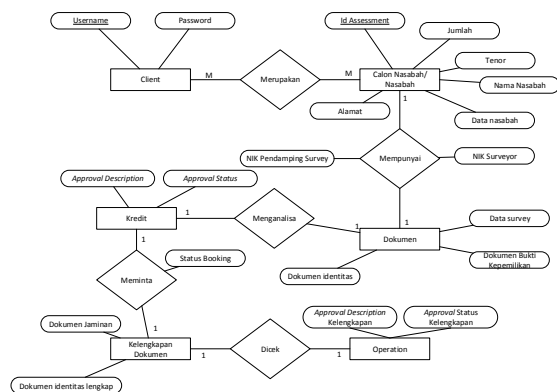 Username
Password
Id Assessment
Jumlah
Tenor
Client
M
Merupakan
M
Calon Nasabah/
Nasabah
Nama Nasabah
Alamat
1
Data nasabah
NIK Pendamping Survey
Mempunyai
NIK Surveyor
Approval Description
Approval Status
Kredit
1
Menganalisa
1
1
Dokumen
Data survey
Dokumen Bukti
Kepemilikan
1
Status Booking
Dokumen identitas
Meminta
Dokumen Jaminan
1
Approval Description
Kelengkapan
Approval Status
Kelengkapan
Kelengkapan
Dokumen
1
Dicek
1
Operation
Dokumen identitas lengkap